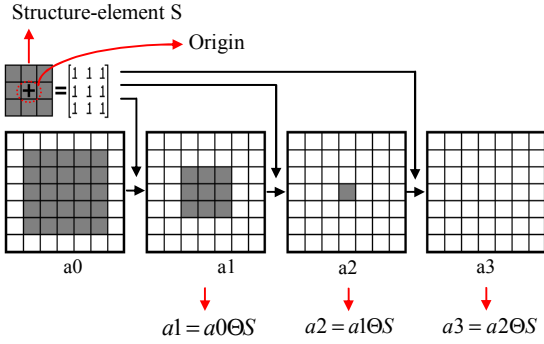 Structure-element S
Origin
+ = [1 1 1
1 1 1
1 1 1]
a0 a1 a2 a3
a1 = a0ΘS a2 = a1ΘS a3 = a2ΘS